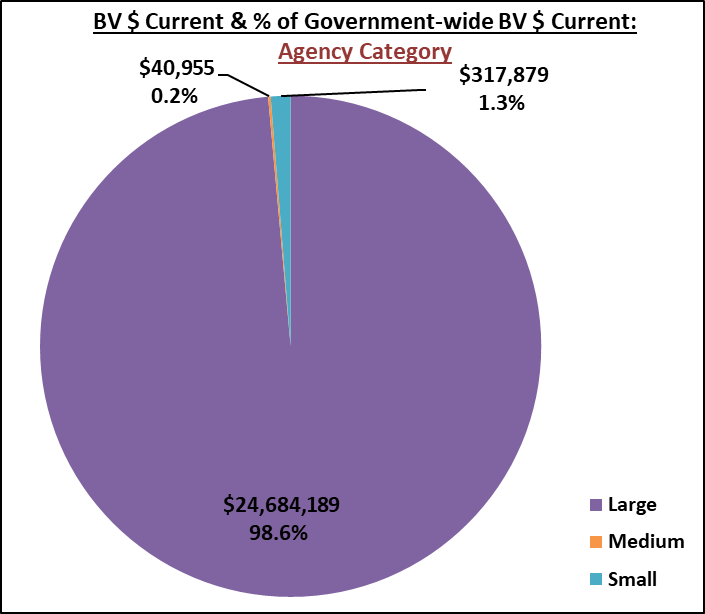 BV $ Current & % of Government-wide BV $ Current:
Agency Category
$40,955
0.2%
$317,879
1.3%
$24,684,189
98.6%
Large
Medium
Small